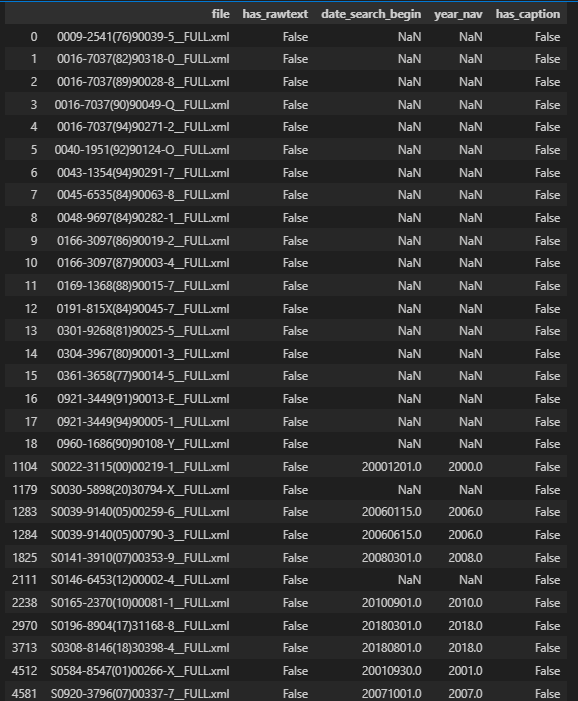 file has_rawtext date_search_begin year_nav has_caption
0 0009-2541(76)90039-5__FULL.xml False NaN NaN False
1 0016-7037(82)90318-0__FULL.xml False NaN NaN False
2 0016-7037(89)90028-8__FULL.xml False NaN NaN False
3 0016-7037(90)90049-Q__FULL.xml False NaN NaN False
4 0016-7037(94)90271-2__FULL.xml False NaN NaN False
5 0040-1951(92)90124-O__FULL.xml False NaN NaN False
6 0043-1354(94)90291-7__FULL.xml False NaN NaN False
7 0045-6535(84)90063-8__FULL.xml False NaN NaN False
8 0048-9697(84)90282-1__FULL.xml False NaN NaN False
9 0166-3097(86)90019-2__FULL.xml False NaN NaN False
10 0166-3097(87)90003-4__FULL.xml False NaN NaN False
11 0169-1368(88)90015-7__FULL.xml False NaN NaN False
12 0191-815X(84)90045-7__FULL.xml False NaN NaN False
13 0301-9268(81)90025-5__FULL.xml False NaN NaN False
14 0304-3967(80)90001-3__FULL.xml False NaN NaN False
15 0361-3658(77)90014-5__FULL.xml False NaN NaN False
16 0921-3449(91)90013-E__FULL.xml False NaN NaN False
17 0921-3449(94)90005-1__FULL.xml False NaN NaN False
18 0960-1686(90)90108-Y__FULL.xml False NaN NaN False
1104 S0022-3115(00)00219-1__FULL.xml False 20001201.0 2000.0 False
1179 S0030-5898(20)30794-X__FULL.xml False NaN NaN False
1283 S0039-9140(05)00259-6__FULL.xml False 20060115.0 2006.0 False
1284 S0039-9140(05)00790-3__FULL.xml False 20060615.0 2006.0 False
1825 S0141-3910(07)00353-9__FULL.xml False 20080301.0 2008.0 False
2111 S0146-6453(12)00002-4__FULL.xml False NaN NaN False
2238 S0165-2370(10)00081-1__FULL.xml False 20100901.0 2010.0 False
2970 S0196-8904(17)31168-8__FULL.xml False 20180301.0 2018.0 False
3713 S0308-8146(18)30398-4__FULL.xml False 20180801.0 2018.0 False
4512 S0584-8547(01)00266-X__FULL.xml False 20010930.0 2001.0 False
4581 S0920-3796(07)00337-7__FULL.xml False 20071001.0 2007.0 False